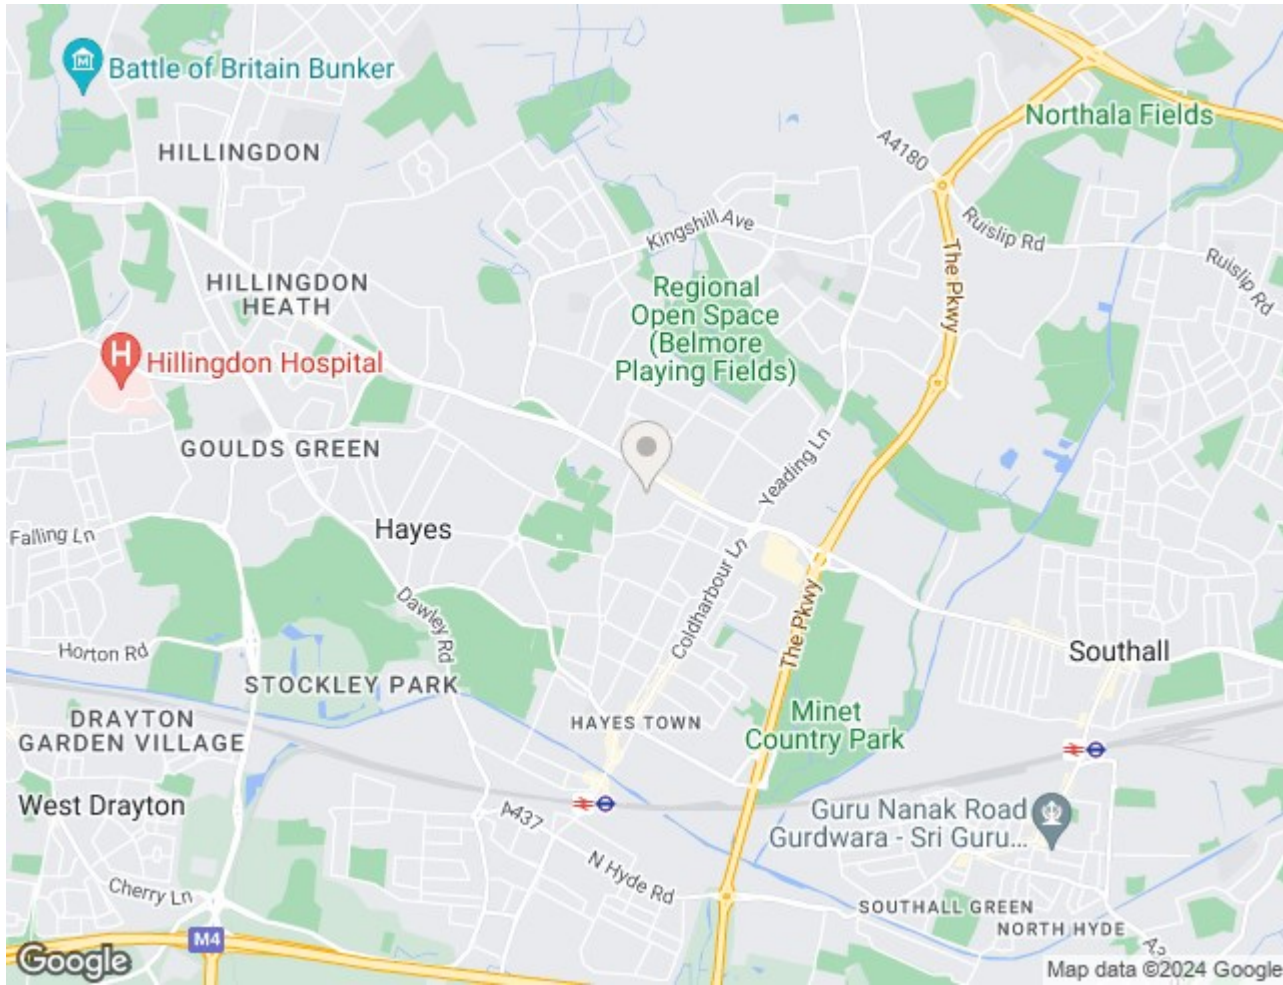 Battle of Britain Bunker
HILLINGDON
Northala Fields
A4180
Kingshill Ave
Ruislip Rd
The Pkwy
Ruislip Rd
HILLINGDON
HEATH
Regional
Open Space
(Belmore
Playing Fields)
H
Hillingdon Hospital
GOULDS GREEN
Yeading Ln
Hayes
Falling Ln
Coldharbour Ln
Dawley Rd
The Pkwy
Horton Rd
Southall
STOCKLEY PARK
DRAYTON
GARDEN VILLAGE
HAYES TOWN
Minet
Country Park
West Drayton
A437
Guru Nanak Road
Gurdwara - Sri Guru...
N Hyde Rd
Cherry Ln
SOUTHALL GREEN
NORTH HYDE
M4
Google
Map data ©2024 Google